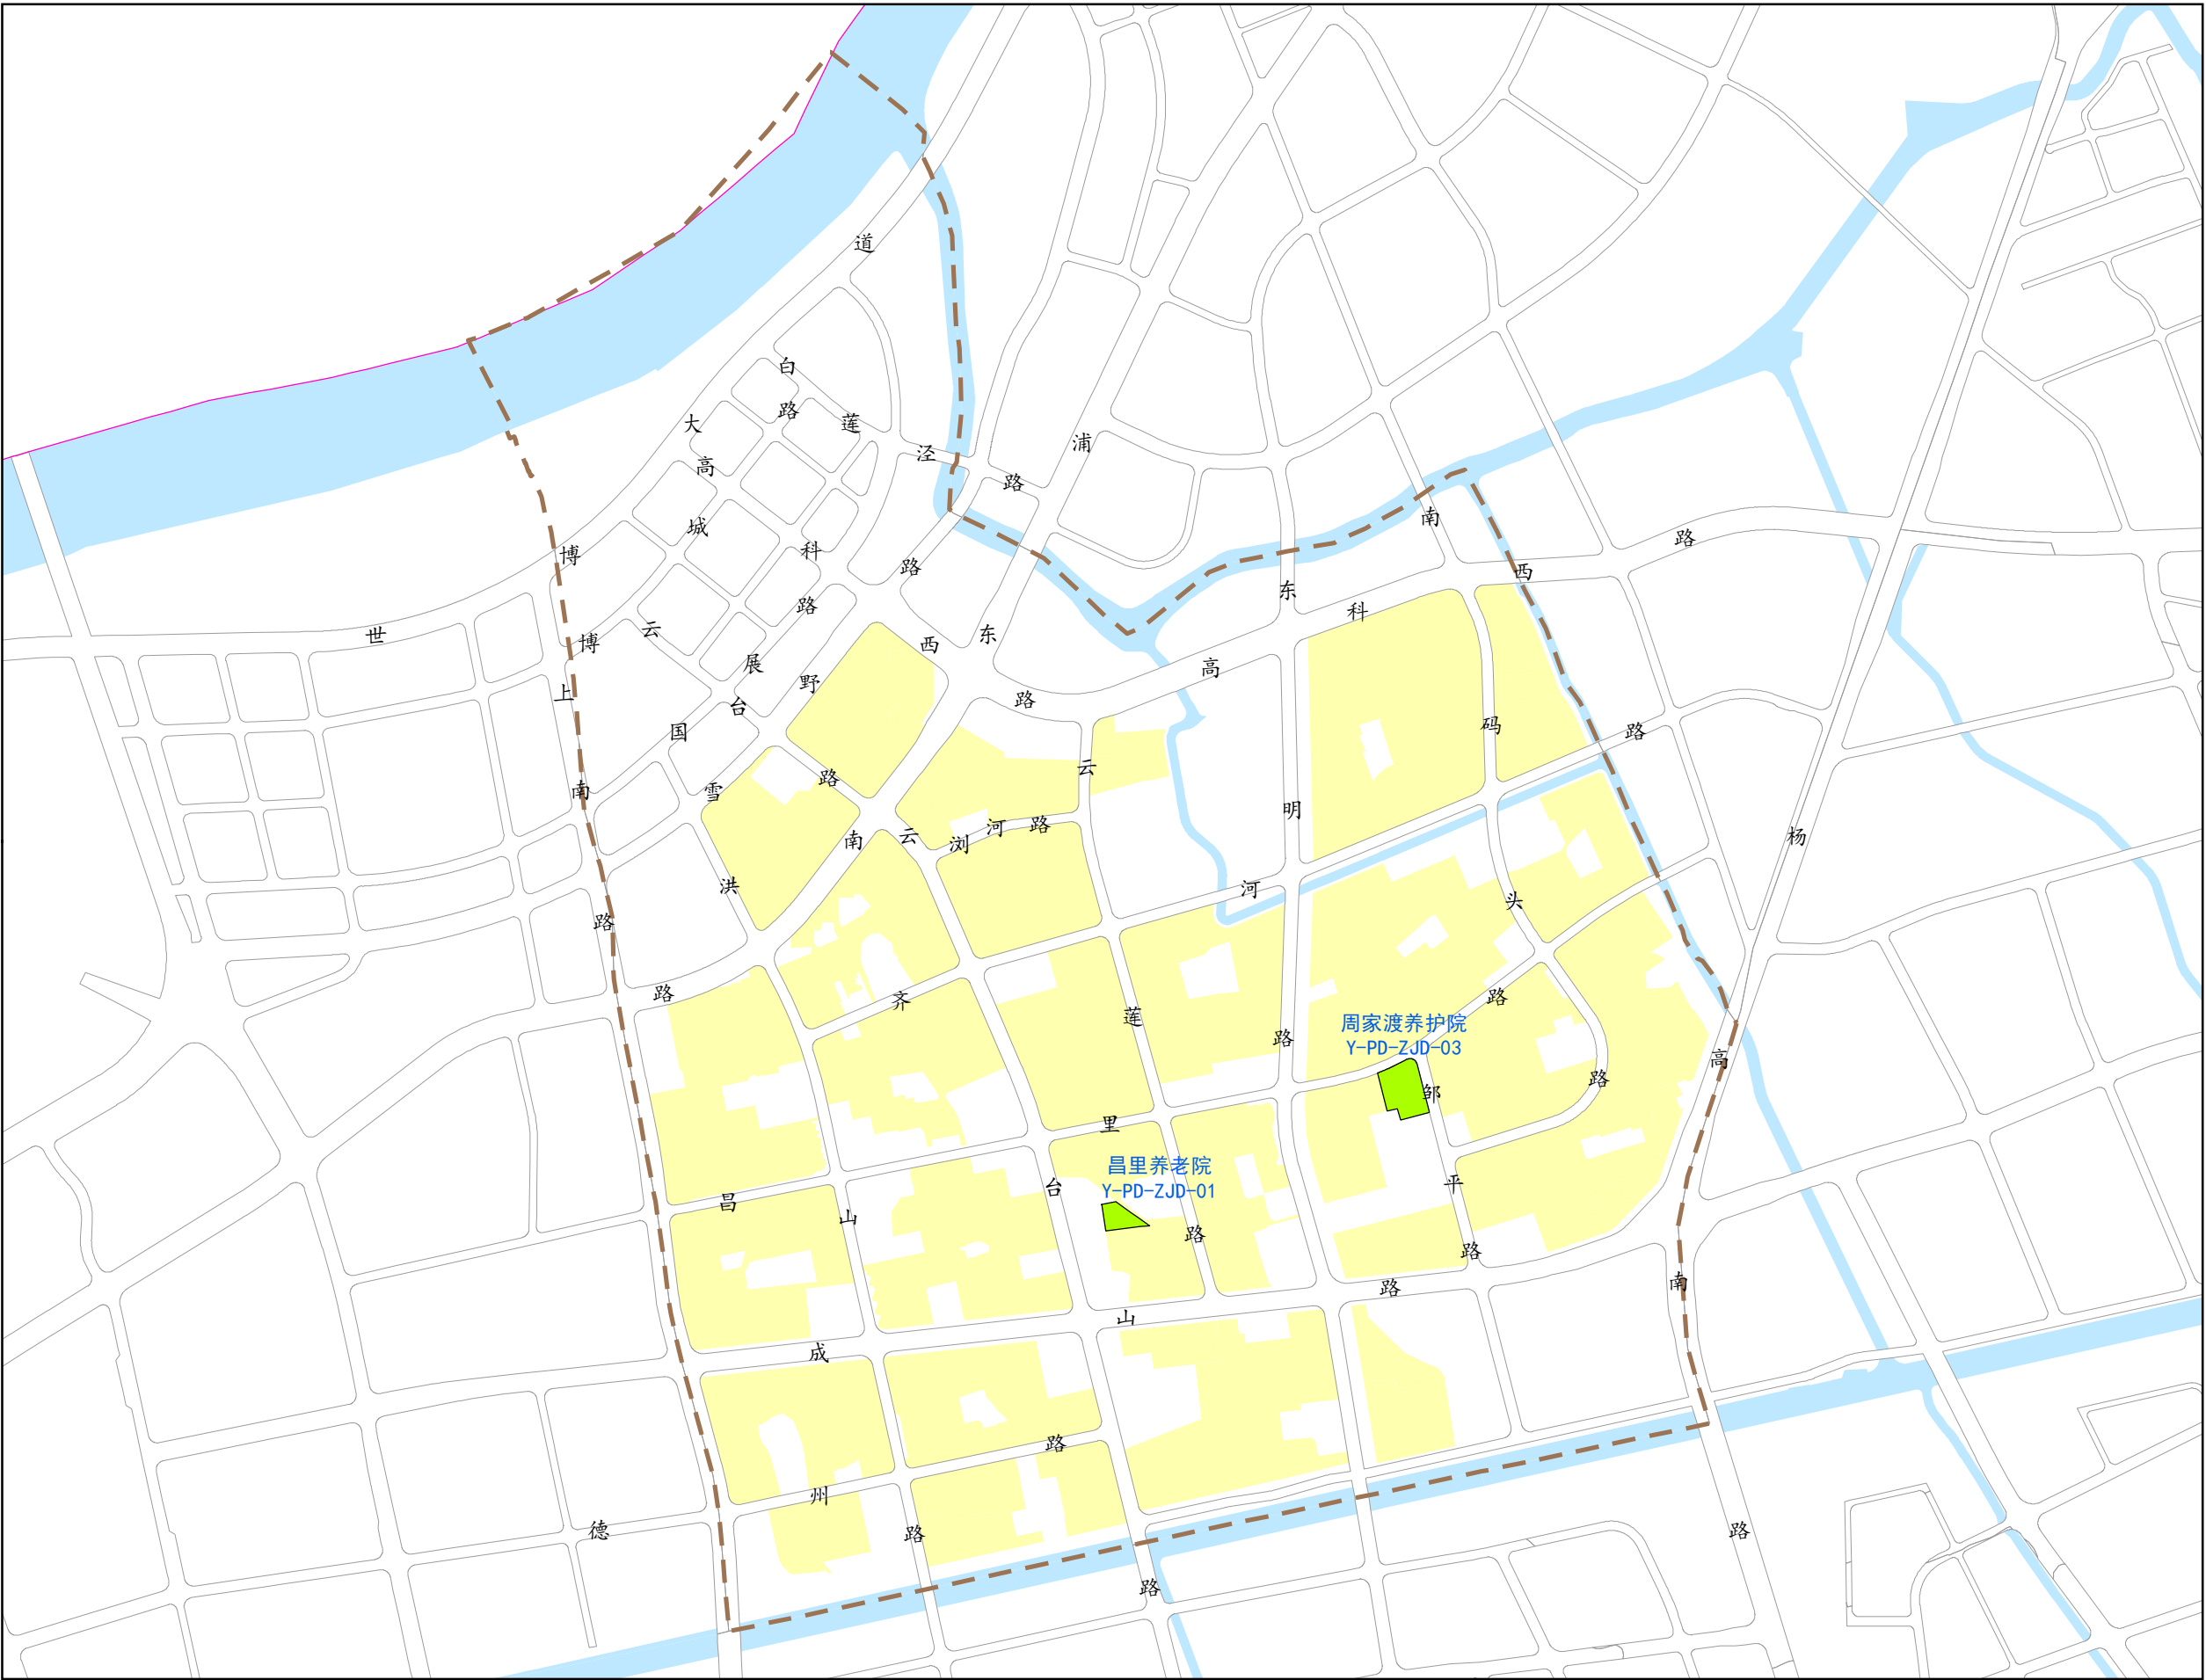 道
白
路
莲
大
高
泾
浦
路
城
科
博
路
南
路
西
东
路
科
世
博
云
展
西
东
高
上
野
台
路
国
码
路
南
雪
路
云
明
杨
南
云
浏
河
路
洪
河
头
路
路
齐
莲
路
路
周家渡养护院
Y-PD-ZJD-03
高
邹
路
里
昌里养老院
Y-PD-ZJD-01
昌
山
台
平
路
路
南
路
山
成
路
州
德
路
路
路